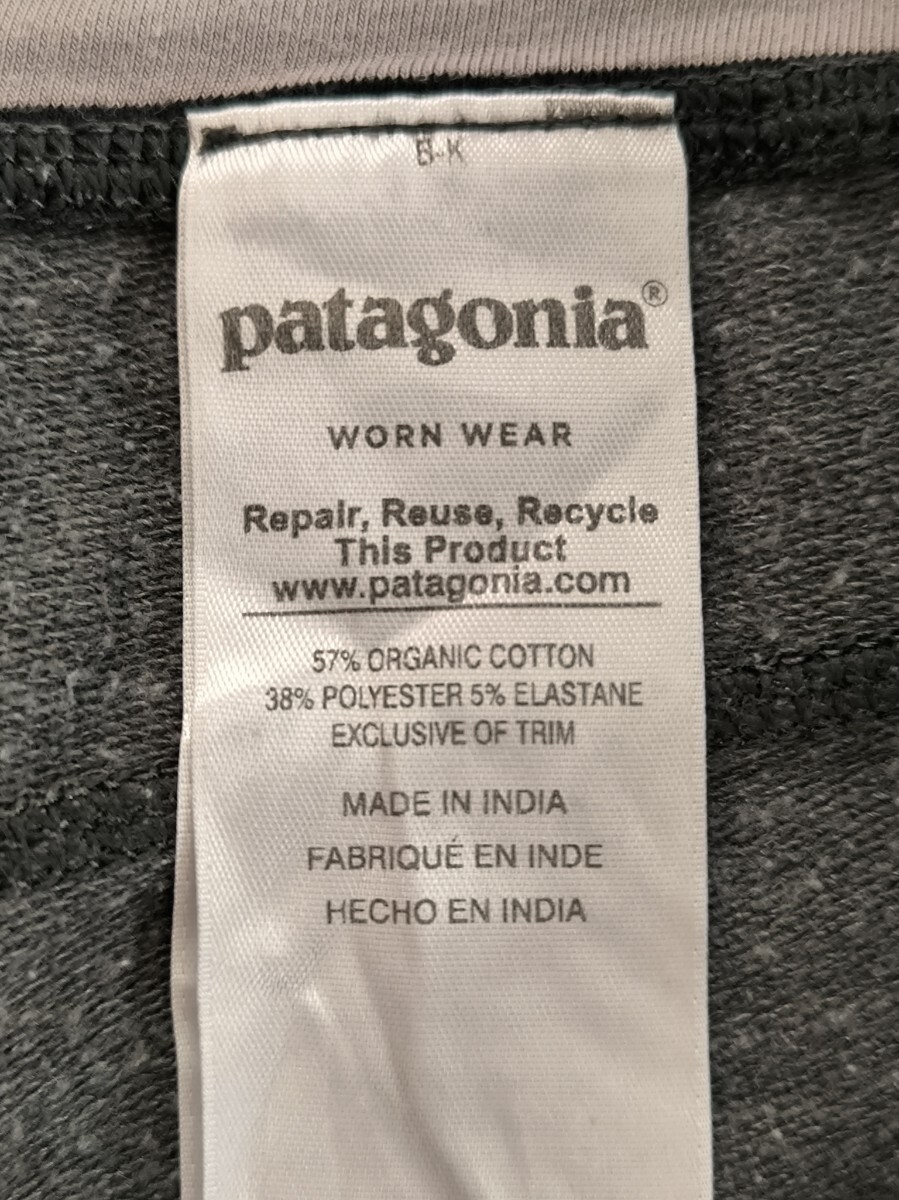 patagonia®
WORN WEAR
Repair, Reuse, Recycle
This Product
www.patagonia.com
57% ORGANIC COTTON
38% POLYESTER 5% ELASTANE
EXCLUSIVE OF TRIM
MADE IN INDIA
FABRIQUÉ EN INDE
HECHO EN INDIA